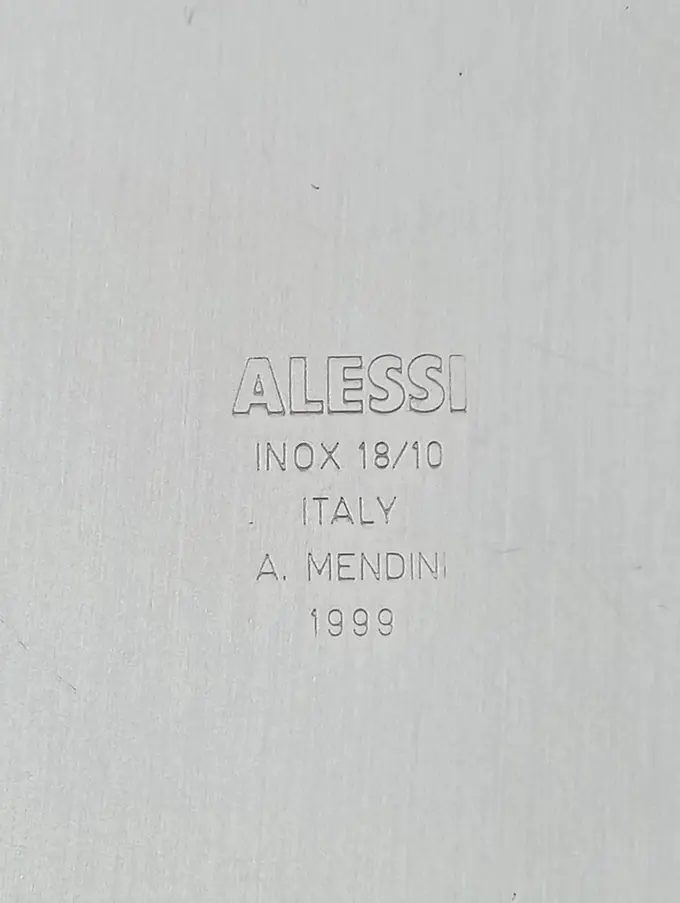 ALESSI
INOX 18/10
ITALY
A. MENDINI
1999